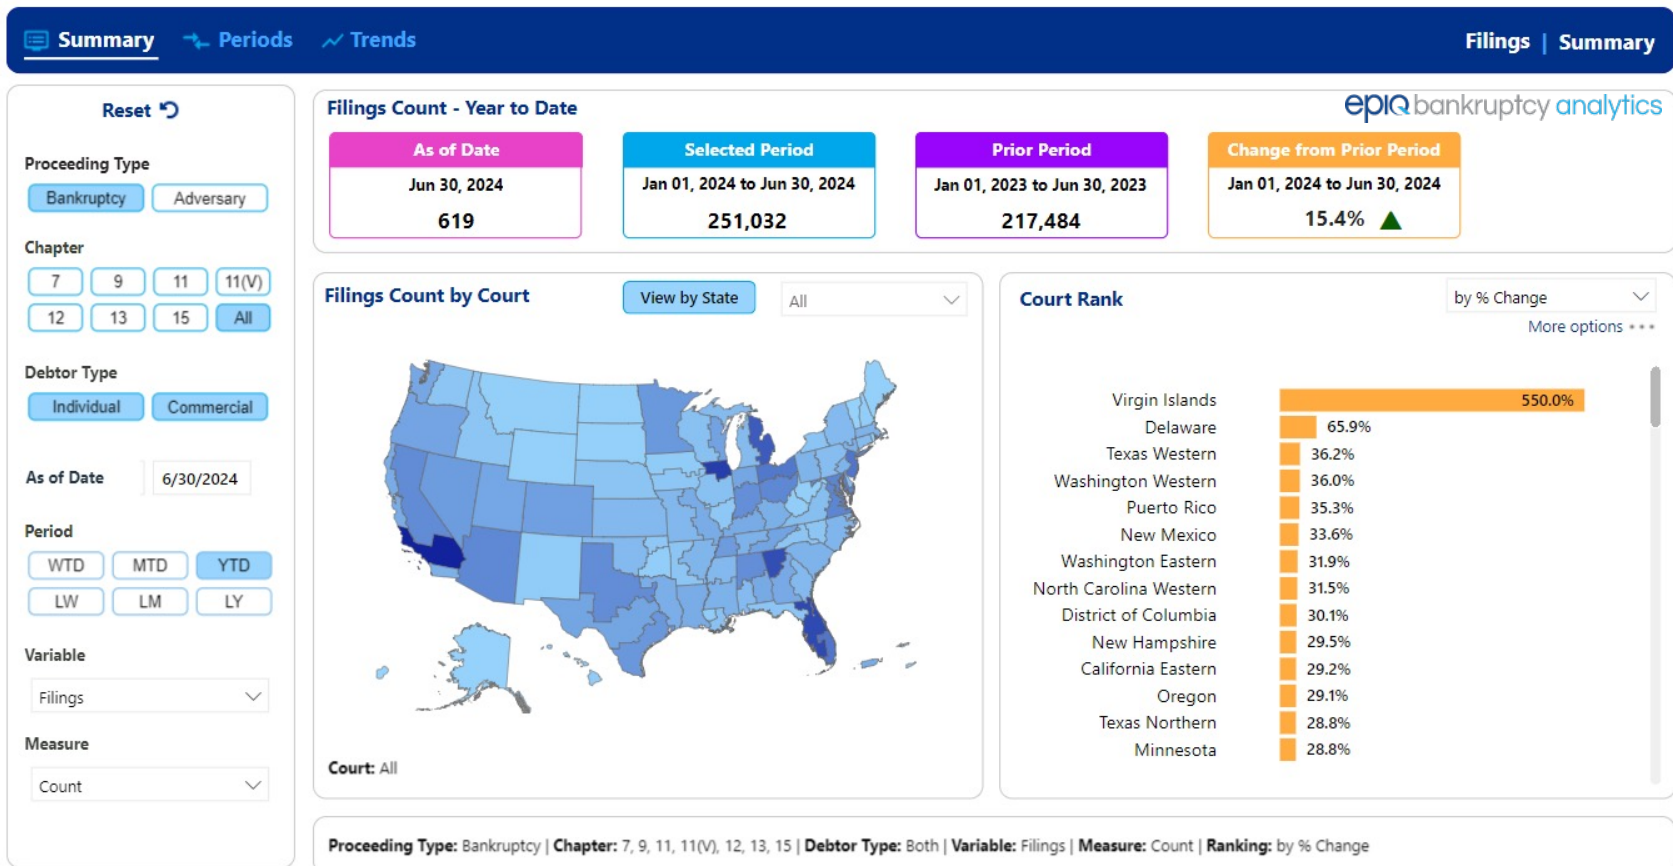 Summary Periods Trends Filings | Summary
Reset
Proceeding Type
Bankruptcy Adversary
Chapter
7 9 11 11(V)
12 13 15 All
Debtor Type
Individual Commercial
As of Date 6/30/2024
Period
WTD MTD YTD
LW LM LY
Variable
Filings
Measure
Count
Filings Count - Year to Date
epiq bankruptcy analytics
As of Date
Jun 30, 2024
619
Selected Period
Jan 01, 2024 to Jun 30, 2024
251,032
Prior Period
Jan 01, 2023 to Jun 30, 2023
217,484
Change from Prior Period
Jan 01, 2024 to Jun 30, 2024
15.4%
Filings Count by Court View by State All
Court: All
Court Rank by % Change
More options
Virgin Islands 550.0%
Delaware 65.9%
Texas Western 36.2%
Washington Western 36.0%
Puerto Rico 35.3%
New Mexico 33.6%
Washington Eastern 31.9%
North Carolina Western 31.5%
District of Columbia 30.1%
New Hampshire 29.5%
California Eastern 29.2%
Oregon 29.1%
Texas Northern 28.8%
Minnesota 28.8%
Proceeding Type: Bankruptcy | Chapter: 7, 9, 11, 11(V), 12, 13, 15 | Debtor Type: Both | Variable: Filings | Measure: Count | Ranking: by % Change